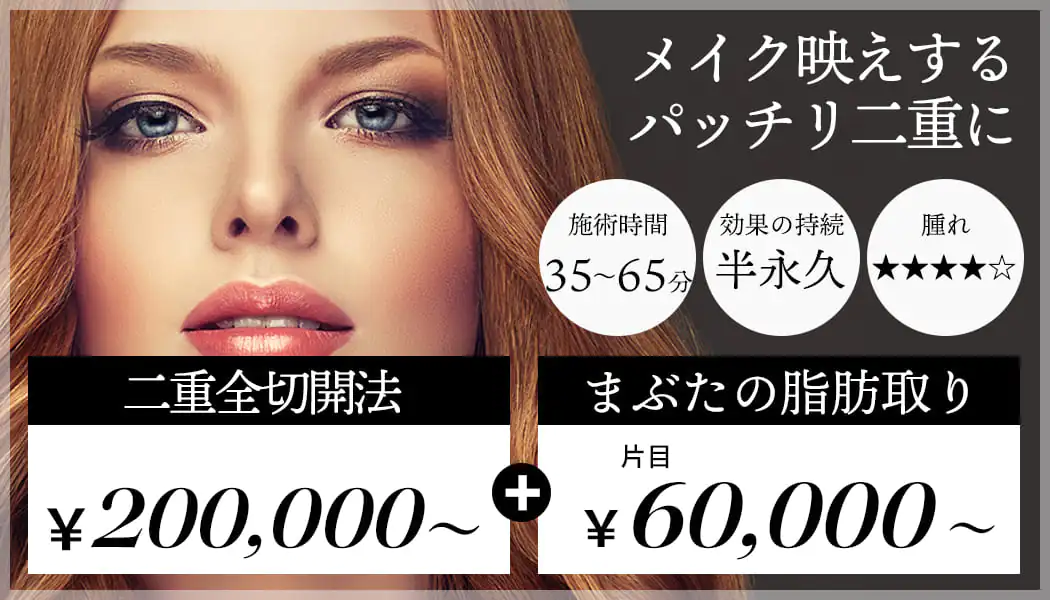 メイク映えする
パッチリ二重に
施術時間
35~65分
効果の持続
半永久
腫れ
★★★★☆
二重全切開法
¥200,000~
+
まぶたの脂肪取り
片目
¥60,000~